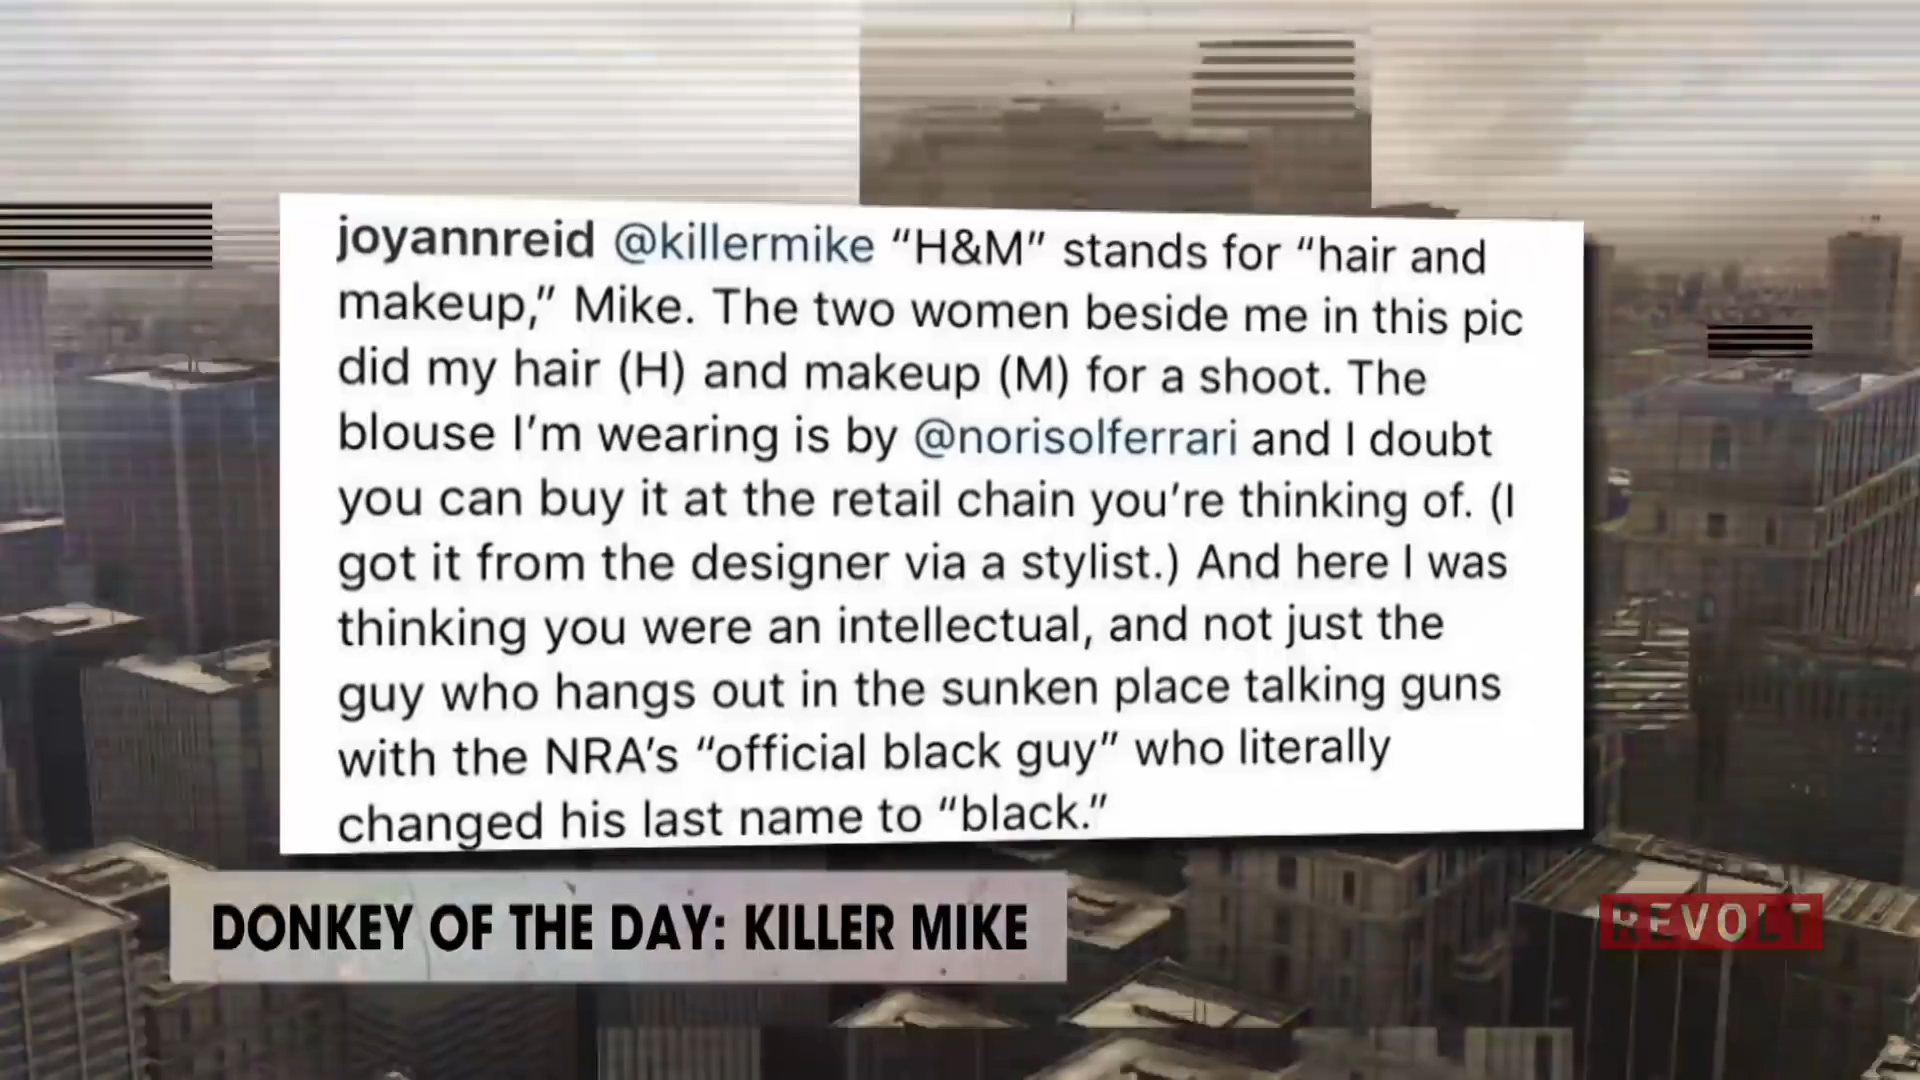 joyannreid @killermike “H&M” stands for “hair and
makeup,” Mike. The two women beside me in this pic
did my hair (H) and makeup (M) for a shoot. The
blouse I’m wearing is by @norisolferrari and I doubt
you can buy it at the retail chain you’re thinking of. (I
got it from the designer via a stylist.) And here I was
thinking you were an intellectual, and not just the
guy who hangs out in the sunken place talking guns
with the NRA’s “official black guy” who literally
changed his last name to “black.”
DONKEY OF THE DAY: KILLER MIKE
REVOLT